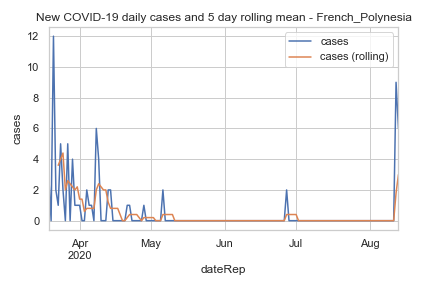 New COVID-19 daily cases and 5 day rolling mean - French_Polynesia
cases
cases (rolling)
12
10
8
6
4
2
0
cases
Apr
2020
May
Jun
Jul
Aug
dateRep